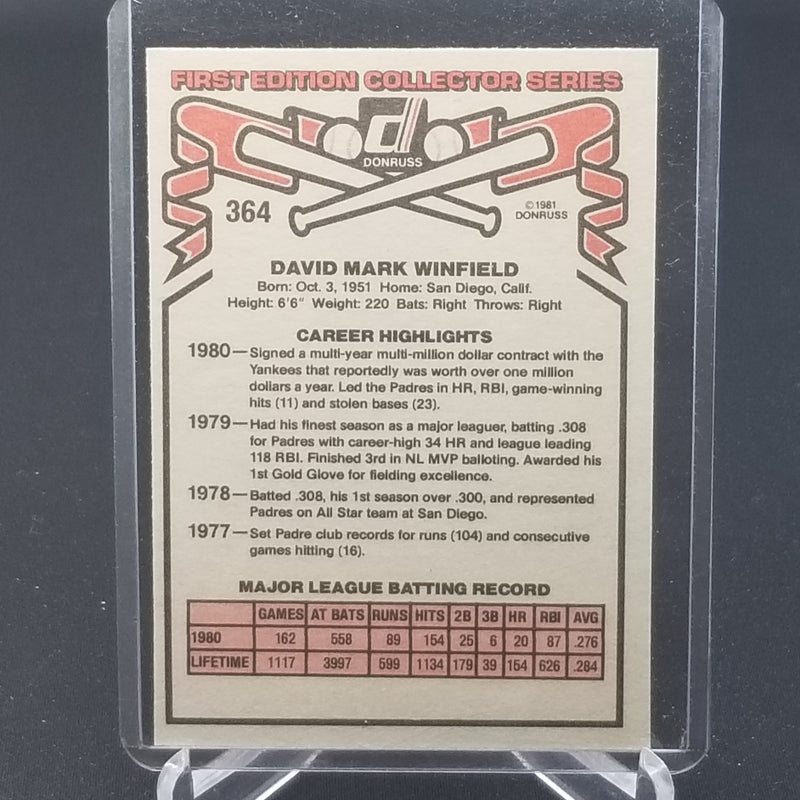 FIRST EDITION COLLECTOR SERIES
d
DONRUSS
364
©1981
DONRUSS
DAVID MARK WINFIELD
Born: Oct. 3, 1951 Home: San Diego, Calif.
Height: 6'6" Weight: 220 Bats: Right Throws: Right
CAREER HIGHLIGHTS
1980—Signed a multi-year multi-million dollar contract with the
Yankees that reportedly was worth over one million
dollars a year. Led the Padres in HR, RBI, game-winning
hits (11) and stolen bases (23).
1979—Had his finest season as a major leaguer, batting .308
for Padres with career-high 34 HR and league leading
118 RBI. Finished 3rd in NL MVP balloting. Awarded his
1st Gold Glove for fielding excellence.
1978—Batted .308, his 1st season over .300, and represented
Padres on All Star team at San Diego.
1977—Set Padre club records for runs (104) and consecutive
games hitting (16).
MAJOR LEAGUE BATTING RECORD
GAMES AT BATS RUNS HITS 2B 3B HR RBI AVG
1980 162 558 89 154 25 6 20 87 .276
LIFETIME 1117 3997 599 1134 179 39 154 626 .284